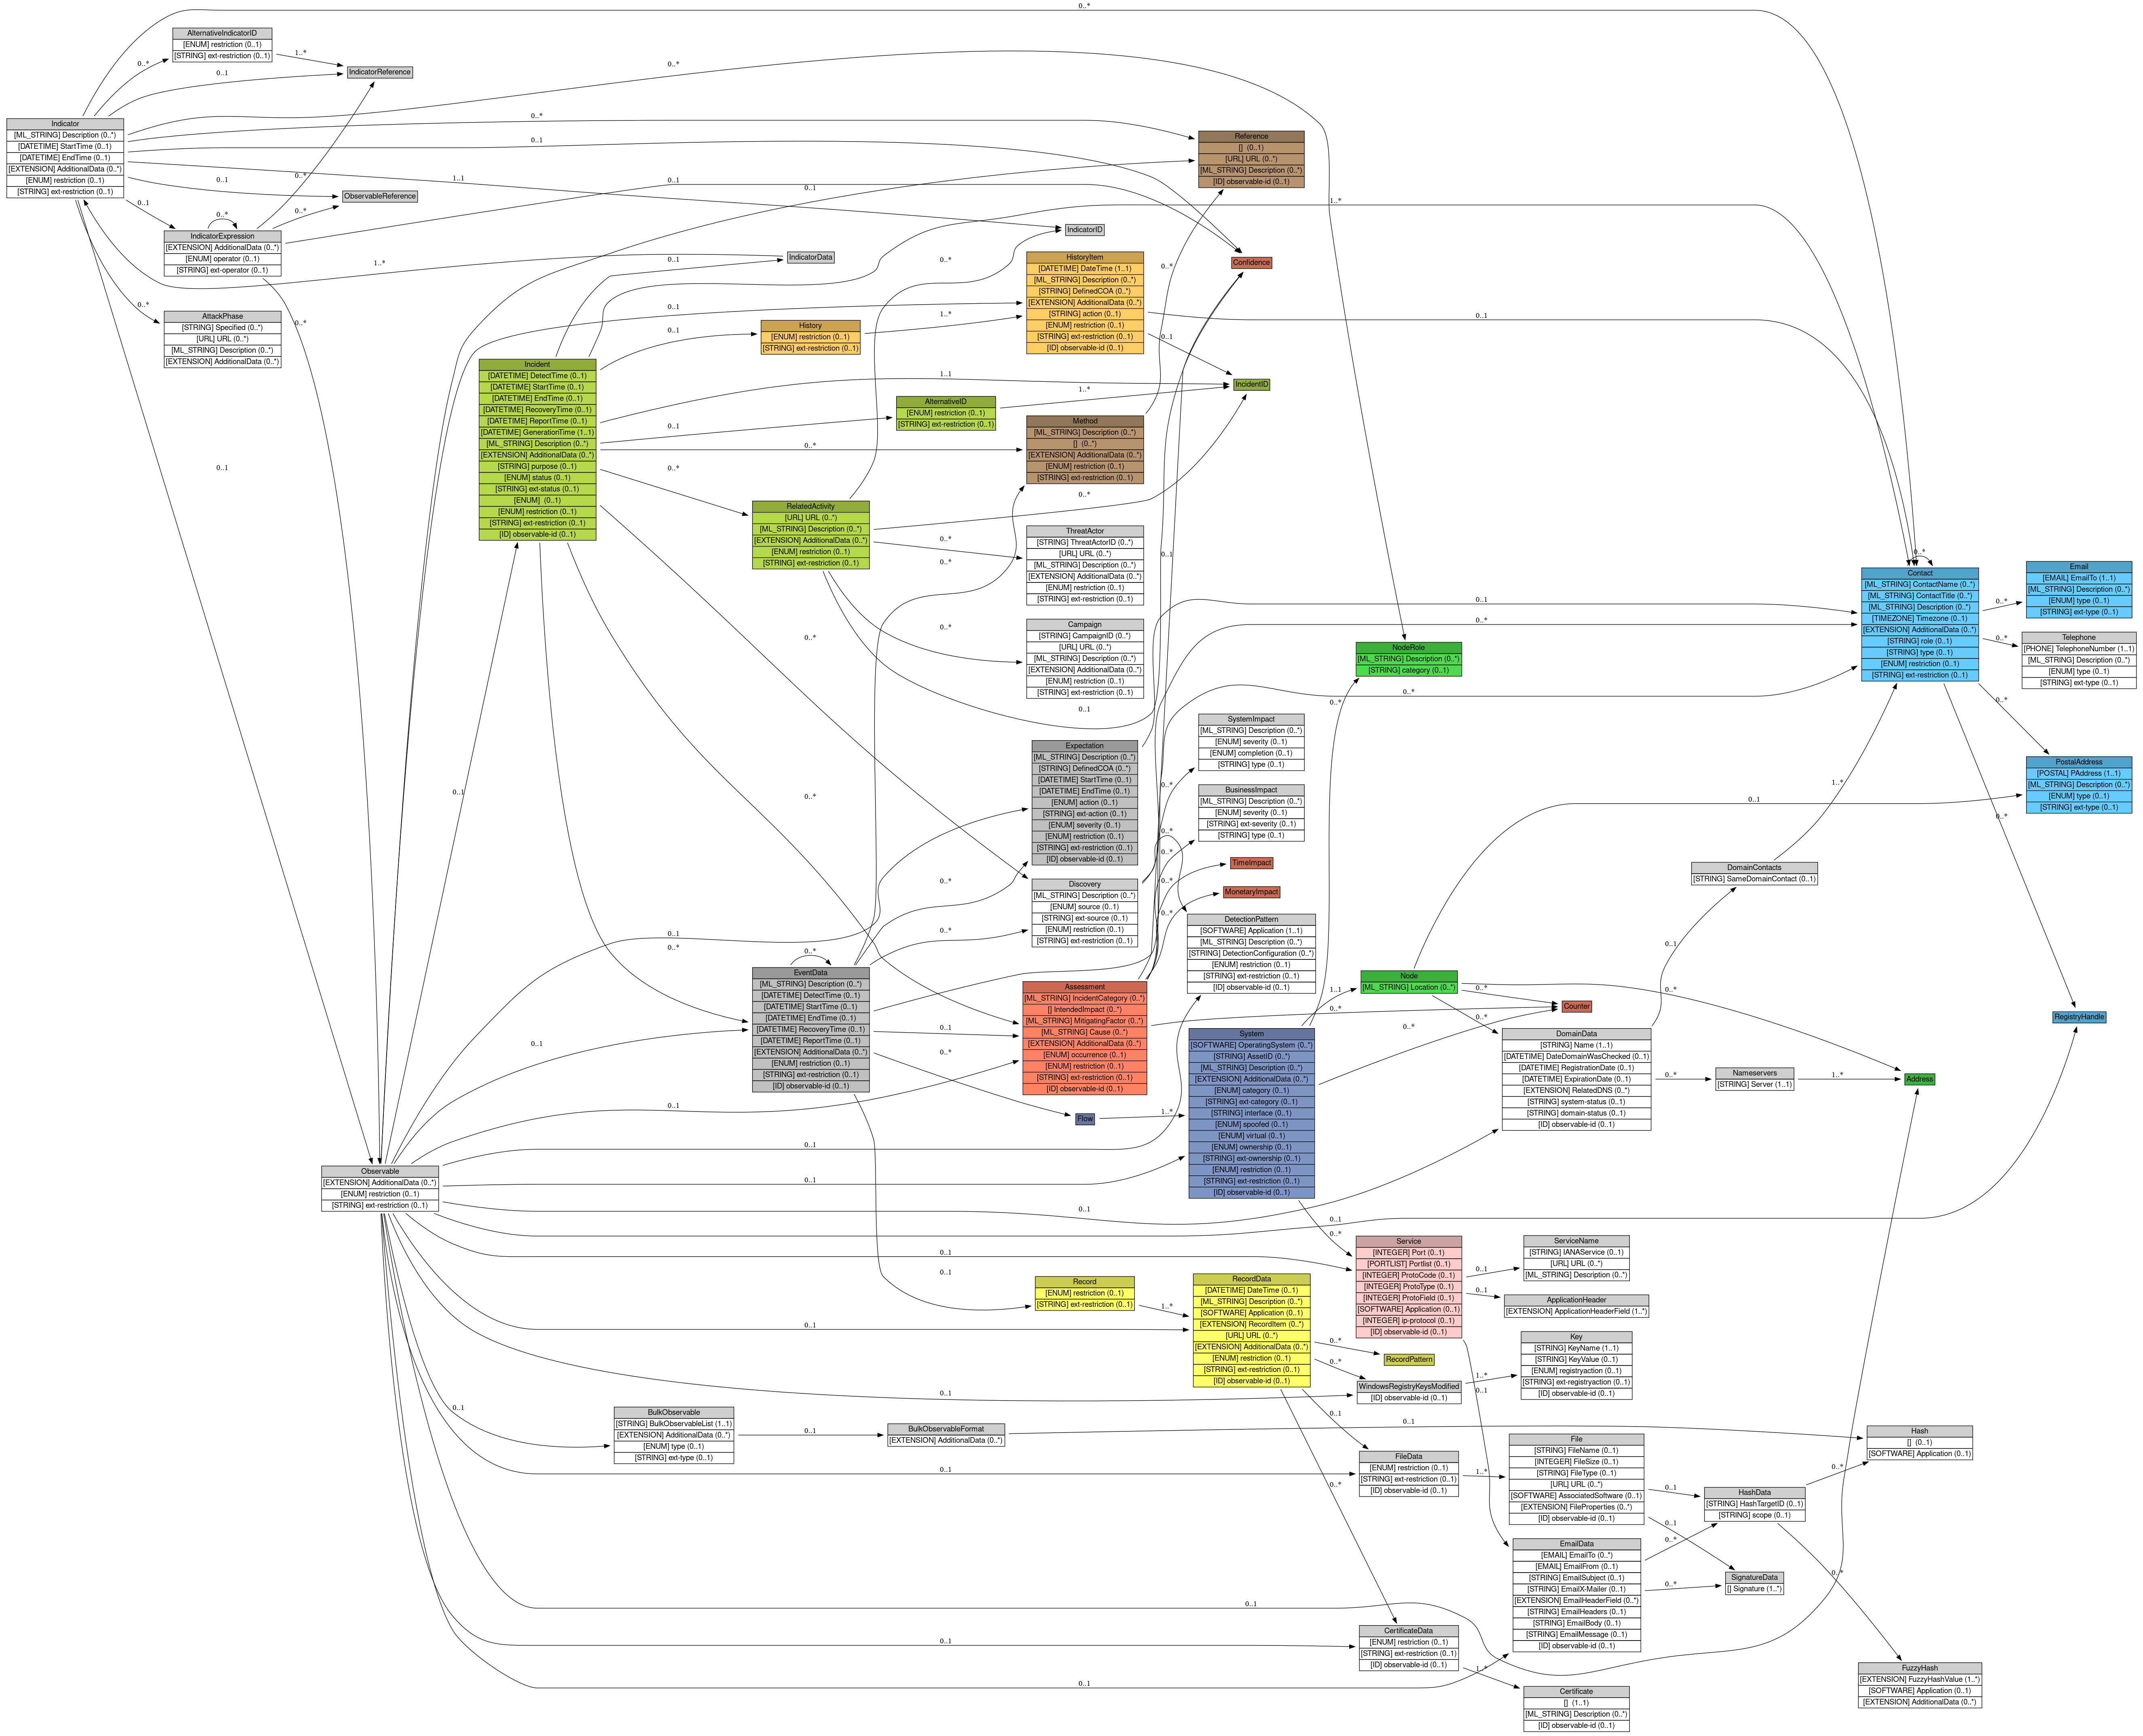 AlternativeIndicatorID
[ENUM] restriction (0..1)
[STRING] ext-restriction (0..1)
IndicatorReference
Indicator
[ML_STRING] Description (0..*)
[DATETIME] StartTime (0..1)
[DATETIME] EndTime (0..1)
[EXTENSION] AdditionalData (0..*)
[ENUM] restriction (0..1)
[STRING] ext-restriction (0..1)
ObservableReference
IndicatorExpression
[EXTENSION] AdditionalData (0..*)
[ENUM] operator (0..1)
[STRING] ext-operator (0..1)
AttackPhase
[STRING] Specified (0..*)
[URL] URL (0..*)
[ML_STRING] Description (0..*)
[EXTENSION] AdditionalData (0..*)
Reference
[] (0..1)
[URL] URL (0..*)
[ML_STRING] Description (0..*)
[ID] observable-id (0..1)
IndicatorID
IndicatorData
Confidence
HistoryItem
[DATETIME] DateTime (1..1)
[ML_STRING] Description (0..*)
[STRING] DefinedCOA (0..*)
[EXTENSION] AdditionalData (0..*)
[STRING] action (0..1)
[ENUM] restriction (0..1)
[STRING] ext-restriction (0..1)
[ID] observable-id (0..1)
History
[ENUM] restriction (0..1)
[STRING] ext-restriction (0..1)
Incident
[DATETIME] DetectTime (0..1)
[DATETIME] StartTime (0..1)
[DATETIME] EndTime (0..1)
[DATETIME] RecoveryTime (0..1)
[DATETIME] ReportTime (0..1)
[DATETIME] GenerationTime (1..1)
[ML_STRING] Description (0..*)
[EXTENSION] AdditionalData (0..*)
[STRING] purpose (0..1)
[ENUM] status (0..1)
[STRING] ext-status (0..1)
[ENUM] (0..1)
[ENUM] restriction (0..1)
[STRING] ext-restriction (0..1)
[ID] observable-id (0..1)
IncidentID
AlternativeID
[ENUM] restriction (0..1)
[STRING] ext-restriction (0..1)
Method
[ML_STRING] Description (0..*)
[] (0..*)
[EXTENSION] AdditionalData (0..*)
[ENUM] restriction (0..1)
[STRING] ext-restriction (0..1)
RelatedActivity
[URL] URL (0..*)
[ML_STRING] Description (0..*)
[EXTENSION] AdditionalData (0..*)
[ENUM] restriction (0..1)
[STRING] ext-restriction (0..1)
ThreatActor
[STRING] ThreatActorID (0..*)
[URL] URL (0..*)
[ML_STRING] Description (0..*)
[EXTENSION] AdditionalData (0..*)
[ENUM] restriction (0..1)
[STRING] ext-restriction (0..1)
Campaign
[STRING] CampaignID (0..*)
[URL] URL (0..*)
[ML_STRING] Description (0..*)
[EXTENSION] AdditionalData (0..*)
[ENUM] restriction (0..1)
[STRING] ext-restriction (0..1)
Contact
[ML_STRING] ContactName (0..*)
[ML_STRING] ContactTitle (0..*)
[ML_STRING] Description (0..*)
[TIMEZONE] Timezone (0..1)
[EXTENSION] AdditionalData (0..*)
[STRING] role (0..1)
[STRING] type (0..1)
[ENUM] restriction (0..1)
[STRING] ext-restriction (0..1)
Email
[EMAIL] EmailTo (1..1)
[ML_STRING] Description (0..*)
[ENUM] type (0..1)
[STRING] ext-type (0..1)
Telephone
[PHONE] TelephoneNumber (1..1)
[ML_STRING] Description (0..*)
[ENUM] type (0..1)
[STRING] ext-type (0..1)
NodeRole
[ML_STRING] Description (0..*)
[STRING] category (0..1)
PostalAddress
[POSTAL] PAddress (1..1)
[ML_STRING] Description (0..*)
[ENUM] type (0..1)
[STRING] ext-type (0..1)
SystemImpact
[ML_STRING] Description (0..*)
[ENUM] severity (0..1)
[ENUM] completion (0..1)
[STRING] type (0..1)
Expectation
[ML_STRING] Description (0..*)
[STRING] DefinedCOA (0..*)
[DATETIME] StartTime (0..1)
[DATETIME] EndTime (0..1)
[ENUM] action (0..1)
[STRING] ext-action (0..1)
[ENUM] severity (0..1)
[ENUM] restriction (0..1)
[STRING] ext-restriction (0..1)
[ID] observable-id (0..1)
BusinessImpact
[ML_STRING] Description (0..*)
[ENUM] severity (0..1)
[STRING] ext-severity (0..1)
[STRING] type (0..1)
TimeImpact
MonetaryImpact
Discovery
[ML_STRING] Description (0..*)
[ENUM] source (0..1)
[STRING] ext-source (0..1)
[ENUM] restriction (0..1)
[STRING] ext-restriction (0..1)
DetectionPattern
[SOFTWARE] Application (1..1)
[ML_STRING] Description (0..*)
[STRING] DetectionConfiguration (0..*)
[ENUM] restriction (0..1)
[STRING] ext-restriction (0..1)
[ID] observable-id (0..1)
DomainContacts
[STRING] SameDomainContact (0..1)
EventData
[ML_STRING] Description (0..*)
[DATETIME] DetectTime (0..1)
[DATETIME] StartTime (0..1)
[DATETIME] EndTime (0..1)
[DATETIME] RecoveryTime (0..1)
[DATETIME] ReportTime (0..1)
[EXTENSION] AdditionalData (0..*)
[ENUM] restriction (0..1)
[STRING] ext-restriction (0..1)
[ID] observable-id (0..1)
Assessment
[ML_STRING] IncidentCategory (0..*)
[] IntendedImpact (0..*)
[ML_STRING] MitigatingFactor (0..*)
[ML_STRING] Cause (0..*)
[EXTENSION] AdditionalData (0..*)
[ENUM] occurrence (0..1)
[ENUM] restriction (0..1)
[STRING] ext-restriction (0..1)
[ID] observable-id (0..1)
Node
[ML_STRING] Location (0..*)
Counter
RegistryHandle
System
[SOFTWARE] OperatingSystem (0..*)
[STRING] AssetID (0..*)
[ML_STRING] Description (0..*)
[EXTENSION] AdditionalData (0..*)
[ENUM] category (0..1)
[STRING] ext-category (0..1)
[STRING] interface (0..1)
[ENUM] spoofed (0..1)
[ENUM] virtual (0..1)
[ENUM] ownership (0..1)
[STRING] ext-ownership (0..1)
[ENUM] restriction (0..1)
[STRING] ext-restriction (0..1)
[ID] observable-id (0..1)
Flow
DomainData
[STRING] Name (1..1)
[DATETIME] DateDomainWasChecked (0..1)
[DATETIME] RegistrationDate (0..1)
[DATETIME] ExpirationDate (0..1)
[EXTENSION] RelatedDNS (0..*)
[STRING] system-status (0..1)
[STRING] domain-status (0..1)
[ID] observable-id (0..1)
Nameservers
[STRING] Server (1..1)
Address
Observable
[EXTENSION] AdditionalData (0..*)
[ENUM] restriction (0..1)
[STRING] ext-restriction (0..1)
Service
[INTEGER] Port (0..1)
[PORTLIST] Portlist (0..1)
[INTEGER] ProtoCode (0..1)
[INTEGER] ProtoType (0..1)
[INTEGER] ProtoField (0..1)
[SOFTWARE] Application (0..1)
[INTEGER] ip-protocol (0..1)
[ID] observable-id (0..1)
ServiceName
[STRING] IANAService (0..1)
[URL] URL (0..*)
[ML_STRING] Description (0..*)
ApplicationHeader
[EXTENSION] ApplicationHeaderField (1..*)
Record
[ENUM] restriction (0..1)
[STRING] ext-restriction (0..1)
RecordData
[DATETIME] DateTime (0..1)
[ML_STRING] Description (0..*)
[SOFTWARE] Application (0..1)
[EXTENSION] RecordItem (0..*)
[URL] URL (0..*)
[EXTENSION] AdditionalData (0..*)
[ENUM] restriction (0..1)
[STRING] ext-restriction (0..1)
[ID] observable-id (0..1)
RecordPattern
WindowsRegistryKeysModified
[ID] observable-id (0..1)
Key
[STRING] KeyName (1..1)
[STRING] KeyValue (0..1)
[ENUM] registryaction (0..1)
[STRING] ext-registryaction (0..1)
[ID] observable-id (0..1)
BulkObservable
[STRING] BulkObservableList (1..1)
[EXTENSION] AdditionalData (0..*)
[ENUM] type (0..1)
[STRING] ext-type (0..1)
BulkObservableFormat
[EXTENSION] AdditionalData (0..*)
Hash
[] (0..1)
[SOFTWARE] Application (0..1)
FileData
[ENUM] restriction (0..1)
[STRING] ext-restriction (0..1)
[ID] observable-id (0..1)
File
[STRING] FileName (0..1)
[INTEGER] FileSize (0..1)
[STRING] FileType (0..1)
[URL] URL (0..*)
[SOFTWARE] AssociatedSoftware (0..1)
[EXTENSION] FileProperties (0..*)
[ID] observable-id (0..1)
HashData
[STRING] HashTargetID (0..1)
[STRING] scope (0..1)
EmailData
[EMAIL] EmailTo (0..*)
[EMAIL] EmailFrom (0..1)
[STRING] EmailSubject (0..1)
[STRING] EmailX-Mailer (0..1)
[EXTENSION] EmailHeaderField (0..*)
[STRING] EmailHeaders (0..1)
[STRING] EmailBody (0..1)
[STRING] EmailMessage (0..1)
[ID] observable-id (0..1)
SignatureData
[] Signature (1..*)
CertificateData
[ENUM] restriction (0..1)
[STRING] ext-restriction (0..1)
[ID] observable-id (0..1)
Certificate
[] (1..1)
[ML_STRING] Description (0..*)
[ID] observable-id (0..1)
FuzzyHash
[EXTENSION] FuzzyHashValue (1..*)
[SOFTWARE] Application (0..1)
[EXTENSION] AdditionalData (0..*)